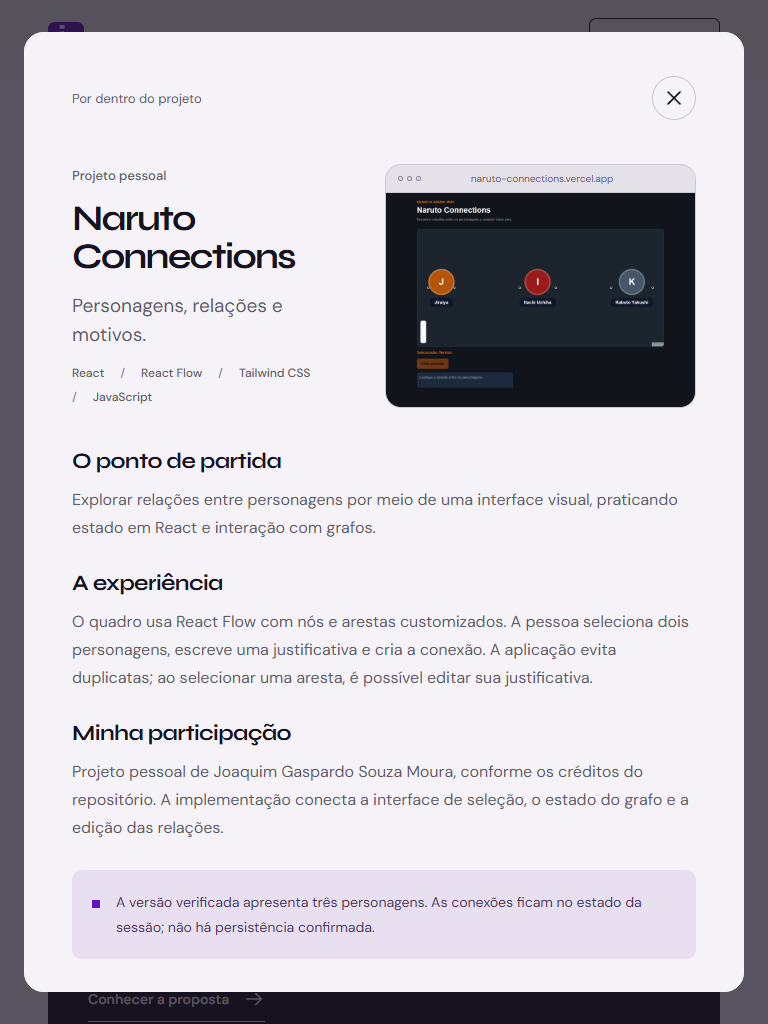 Por dentro do projeto
Projeto pessoal
Naruto
Connections
Personagens, relações e
motivos.
React / React Flow / Tailwind CSS
/ JavaScript
naruto-connections.vercel.app
Naruto Connections
J
I
K
Jiraiya
Itachi Uchiha
Kabuto Yakushi
O ponto de partida
Explorar relações entre personagens por meio de uma interface visual, praticando
estado em React e interação com grafos.
A experiência
O quadro usa React Flow com nós e arestas customizados. A pessoa seleciona dois
personagens, escreve uma justificativa e cria a conexão. A aplicação evita
duplicatas; ao selecionar uma aresta, é possível editar sua justificativa.
Minha participação
Projeto pessoal de Joaquim Gaspardo Souza Moura, conforme os créditos do
repositório. A implementação conecta a interface de seleção, o estado do grafo e a
edição das relações.
A versão verificada apresenta três personagens. As conexões ficam no estado da
sessão; não há persistência confirmada.
Conhecer a proposta